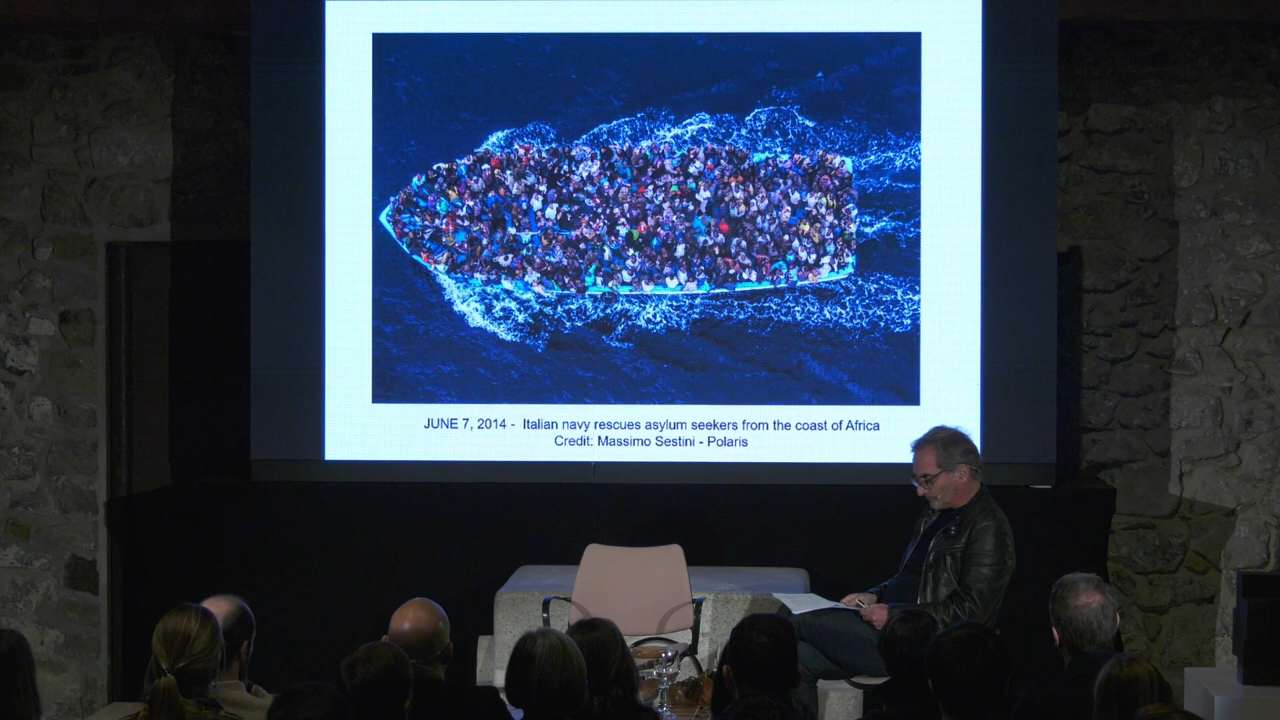 JUNE 7, 2014 - Italian navy rescues asylum seekers from the coast of Africa
Credit: Massimo Sestini - Polaris